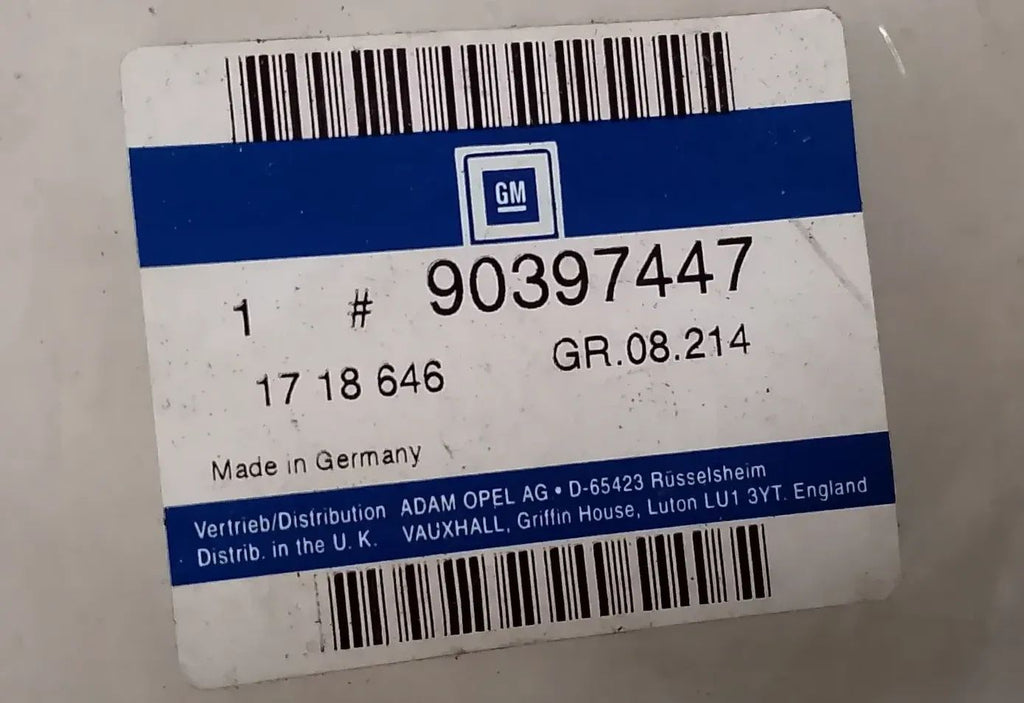 GM
1 # 90397447
17 18 646 GR.08.214
Made in Germany
Vertrieb/Distribution ADAM OPEL AG • D-65423 Rüsselsheim
Distrib. in the U. K. VAUXHALL, Griffin House, Luton LU1 3YT. England